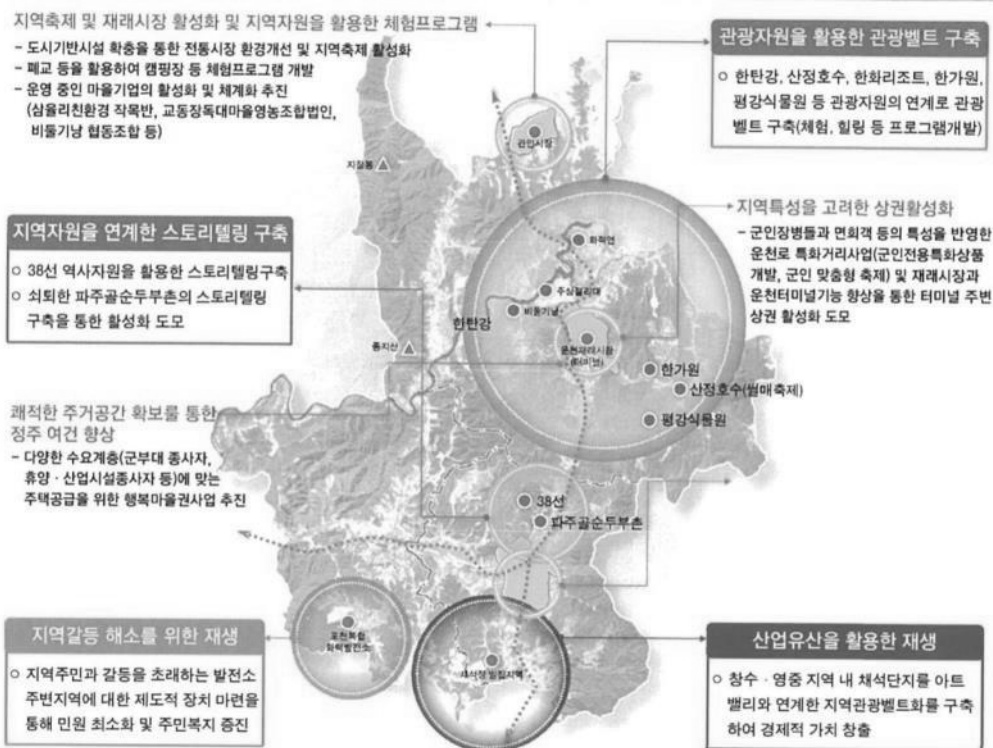 지역축제 및 재래시장 활성화 및 지역자원을 활용한 체험프로그램
- 도시기반시설 확충을 통한 전통시장 환경개선 및 지역축제 활성화
- 폐교 등을 활용하여 캠핑장 등 체험프로그램 개발
- 운영 중인 마을기업의 활성화 및 체계화 추진
(삼율리친환경 작목반, 교동장독대마을영농조합법인,
비둘기낭 협동조합 등)
관광자원을 활용한 관광벨트 구축
○ 한탄강, 산정호수, 한화리조트, 한가원,
평강식물원 등 관광자원의 연계로 관광
벨트 구축(체험, 힐링 등 프로그램개발)
관인시장
지장봉
지역특성을 고려한 상권활성화
- 군인장병들과 면회객 등의 특성을 반영한
운천로 특화거리사업(군인전용특화상품
개발, 군인 맞춤형 축제) 및 재래시장과
운천터미널기능 향상을 통한 터미널 주변
상권 활성화 도모
지역자원을 연계한 스토리텔링 구축
○ 38선 역사자원을 활용한 스토리텔링구축
○ 쇠퇴한 파주골순두부촌의 스토리텔링
구축을 통한 활성화 도모
화적연
주상절리대
비둘기낭
한탄강
종자산
운천재래시장
(터미널)
한가원
산정호수(썰매축제)
평강식물원
쾌적한 주거공간 확보를 통한
정주 여건 향상
- 다양한 수요계층(군부대 종사자,
휴양 · 산업시설종사자 등)에 맞는
주택공급을 위한 행복마을권사업 추진
38선
파주골순두부촌
지역갈등 해소를 위한 재생
○ 지역주민과 갈등을 초래하는 발전소
주변지역에 대한 제도적 장치 마련을
통해 민원 최소화 및 주민복지 증진
포천복합
화력발전소
채석장 밀집지역
산업유산을 활용한 재생
○ 창수 · 영중 지역 내 채석단지를 아트
밸리와 연계한 지역관광벨트화를 구축
하여 경제적 가치 창출